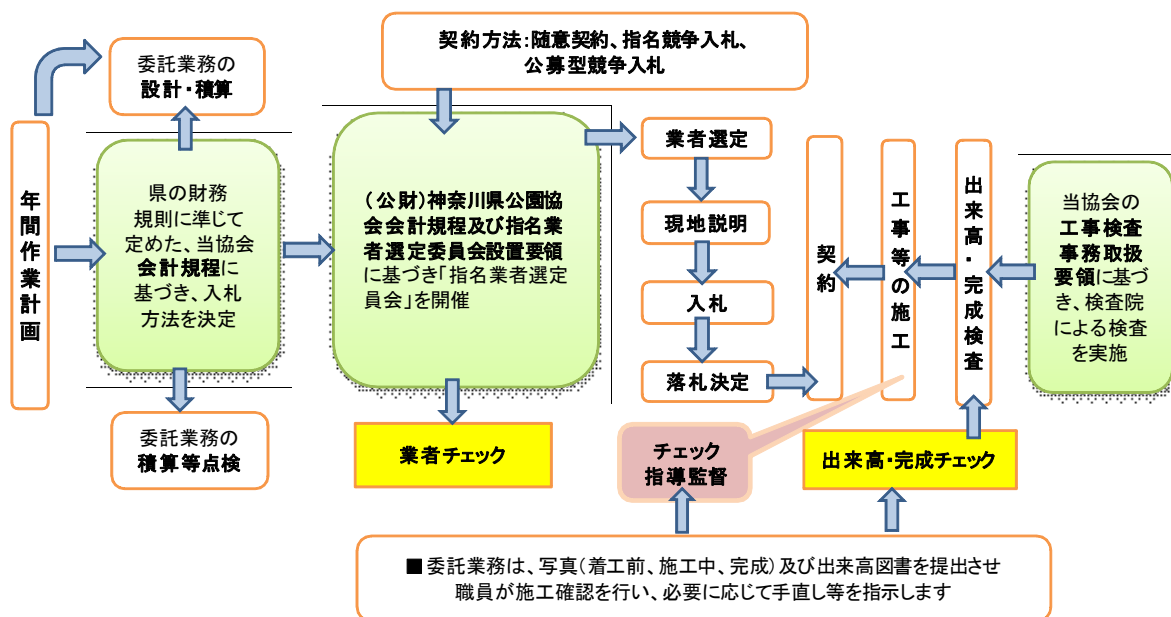 契約方法:随意契約、指名競争入札、
公募型競争入札
委託業務の
設計・積算
年間作業計画
県の財務
規則に準じて
定めた、当協会
会計規程に
基づき、入札
方法を決定
委託業務の
積算等点検
(公財)神奈川県公園協
会会計規程及び指名業
者選定委員会設置要領
に基づき「指名業者選定
員会」を開催
業者チェック
業者選定
現地説明
入札
落札決定
契約
工事等の施工
出来高・完成検査
当協会の
工事検査
事務取扱
要領に基づ
き、検査院
による検査
を実施
チェック
指導監督
出来高・完成チェック
■委託業務は、写真(着工前、施工中、完成)及び出来高図書を提出させ
職員が施工確認を行い、必要に応じて手直し等を指示します